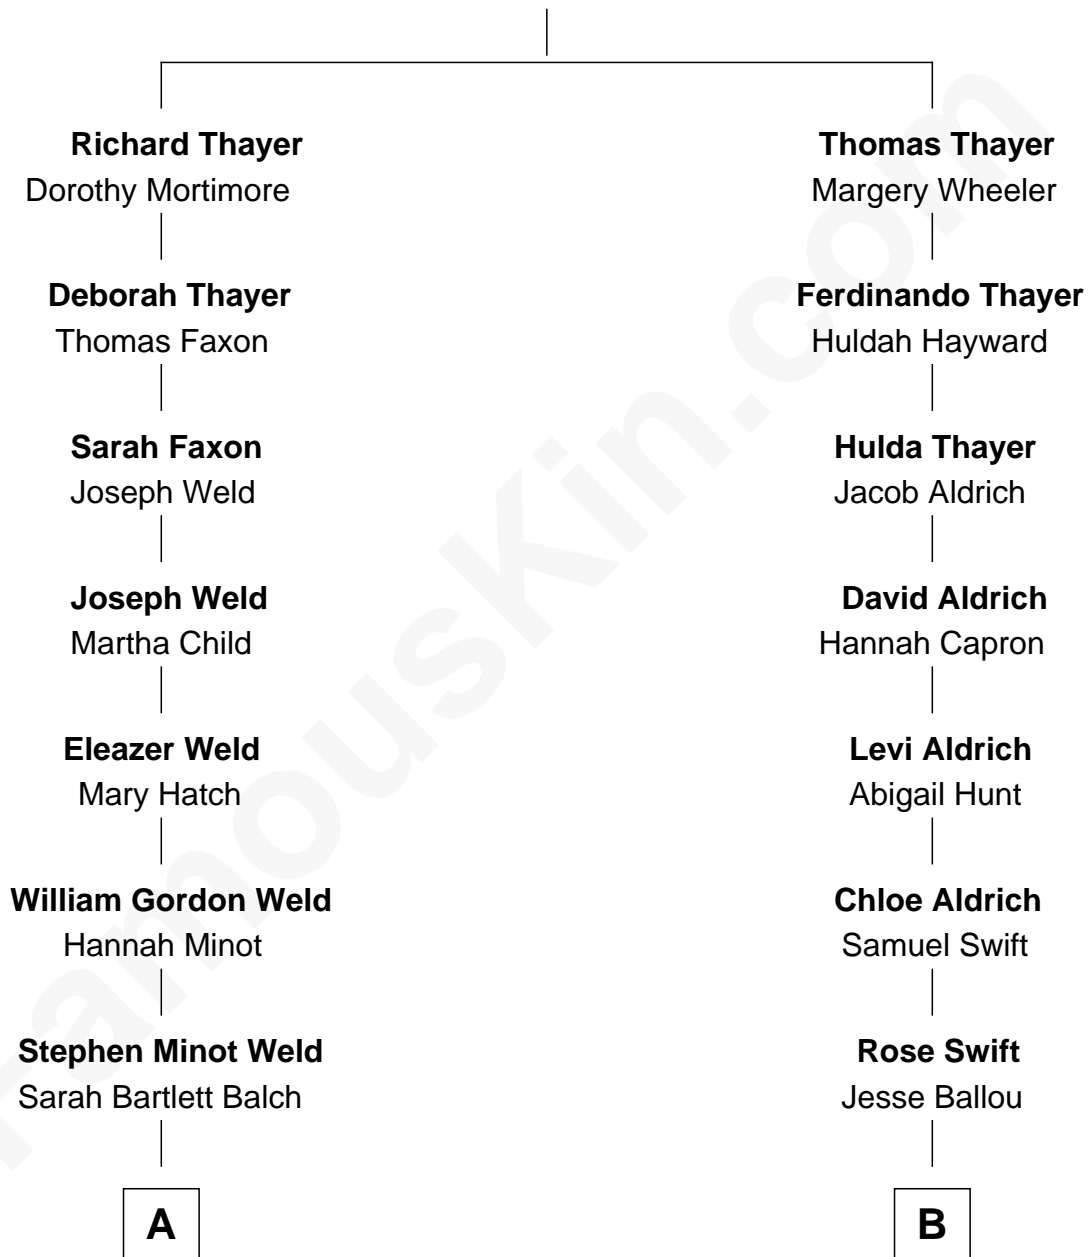 Richard Thayer
Dorothy Mortimore
Thomas Thayer
Margery Wheeler
Deborah Thayer
Thomas Faxon
Ferdinando Thayer
Huldah Hayward
Sarah Faxon
Joseph Weld
Hulda Thayer
Jacob Aldrich
Joseph Weld
Martha Child
David Aldrich
Hannah Capron
Eleazer Weld
Mary Hatch
Levi Aldrich
Abigail Hunt
William Gordon Weld
Hannah Minot
Chloe Aldrich
Samuel Swift
Stephen Minot Weld
Sarah Bartlett Balch
Rose Swift
Jesse Ballou
A
B
FamousKin.com